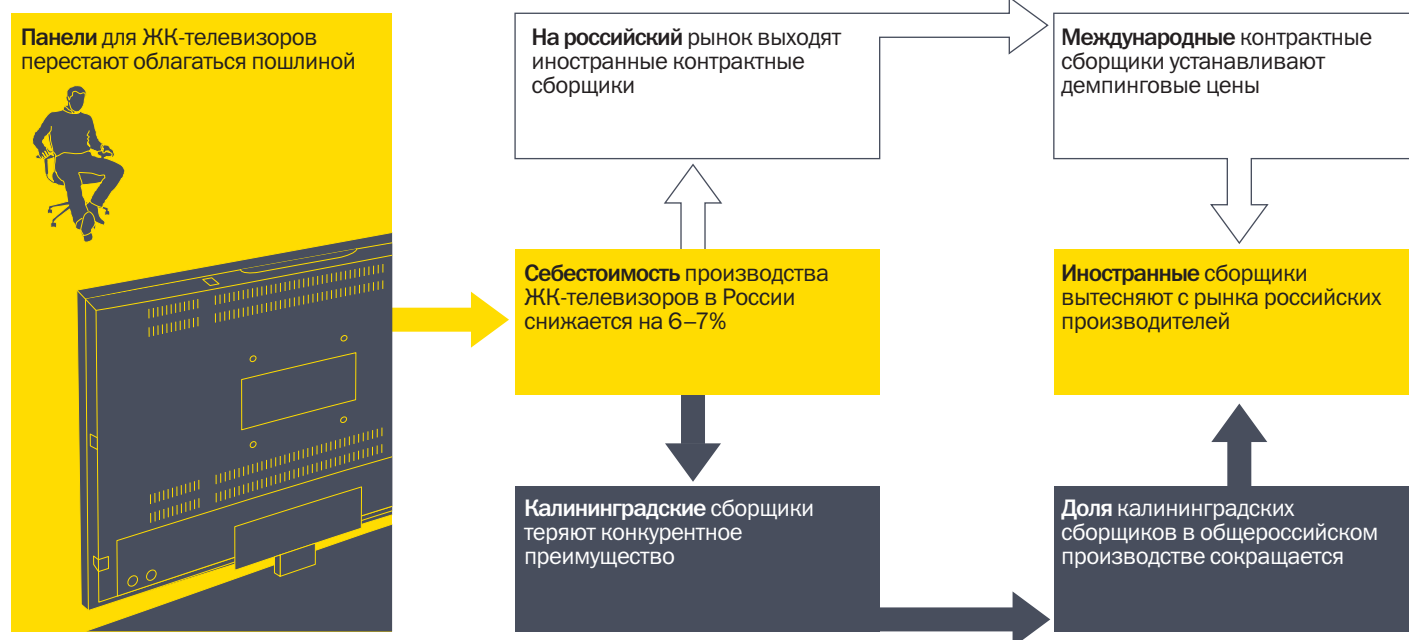 Панели для ЖК-телевизоров
перестают облагаться пошлиной
На российский рынок выходят
иностранные контрактные
сборщики
Международные контрактные
сборщики устанавливают
демпинговые цены
Себестоимость производства
ЖК-телевизоров в России
снижается на 6–7%
Иностранные сборщики
вытесняют с рынка российских
производителей
Калининградские сборщики
теряют конкурентное
преимущество
Доля калининградских
сборщиков в общероссийском
производстве сокращается